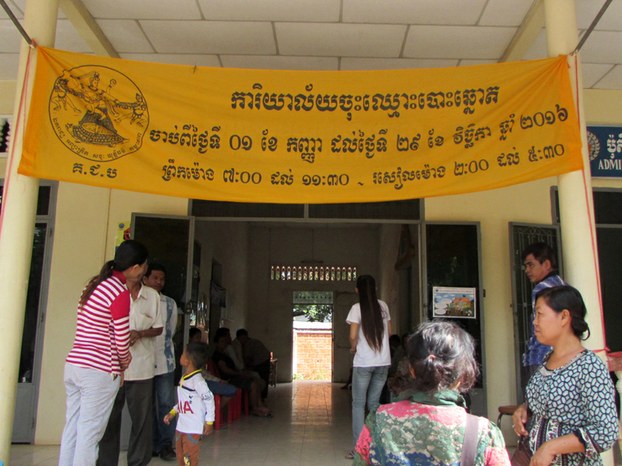 ការិយាល័យចុះឈ្មោះបោះឆ្នោត
ចាប់ពីថ្ងៃទី ០១ ខែ កញ្ញា ដល់ថ្ងៃទី ២៩ ខែ វិច្ឆិកា ឆ្នាំ ២០១៦
ព្រឹកម៉ោង ៧:០០ ដល់ ១១:៣០ ~ រសៀលម៉ោង ២:០០ ដល់ ៥:៣០
គ.ជ.ប
ADMI